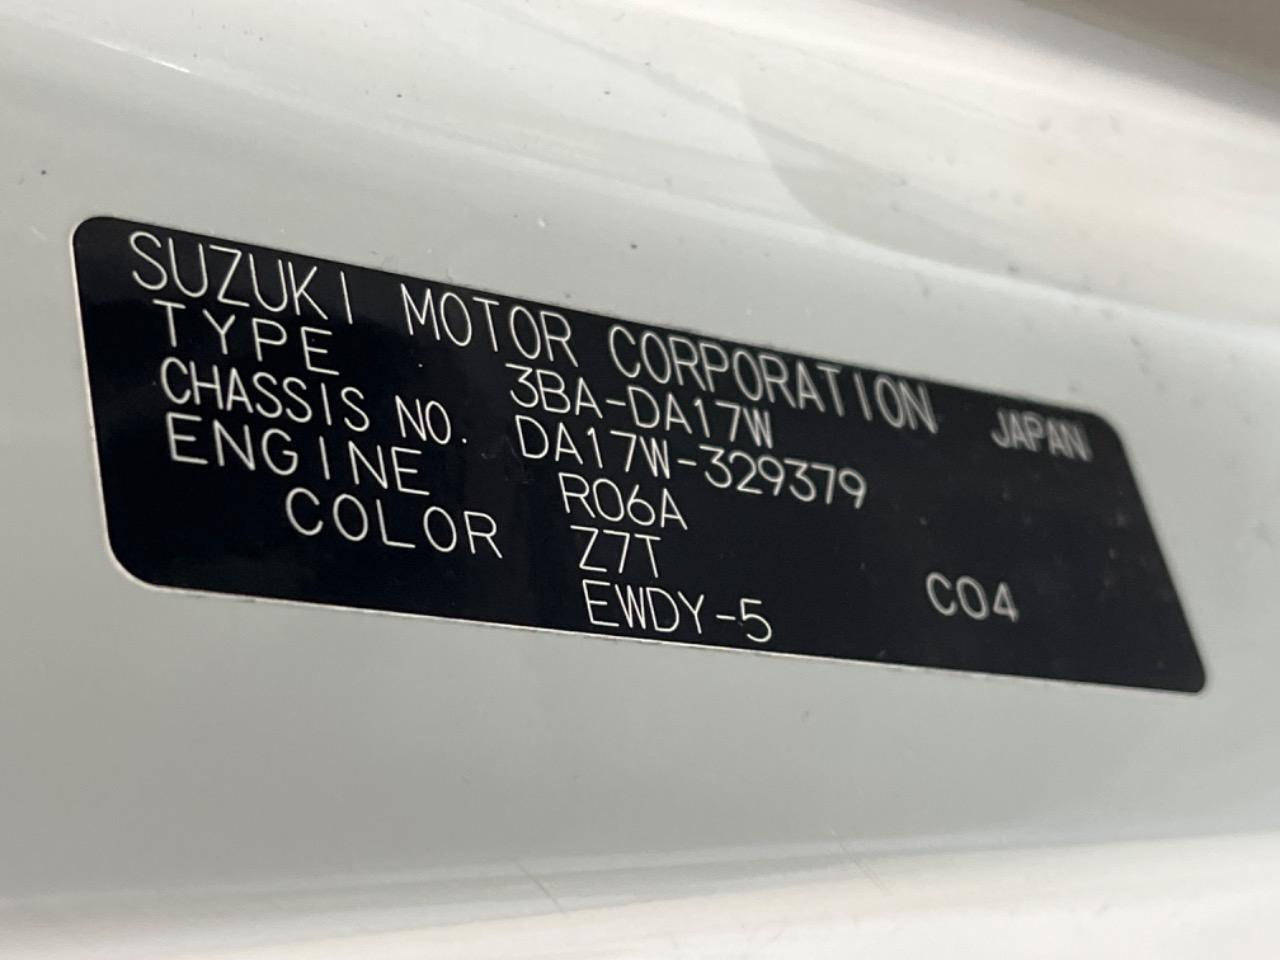 SUZUKI MOTOR CORPORATION JAPAN
TYPE 3BA-DA17W
CHASSIS NO. DA17W-329379
ENGINE R06A
COLOR Z7T
EWDY-5 C04